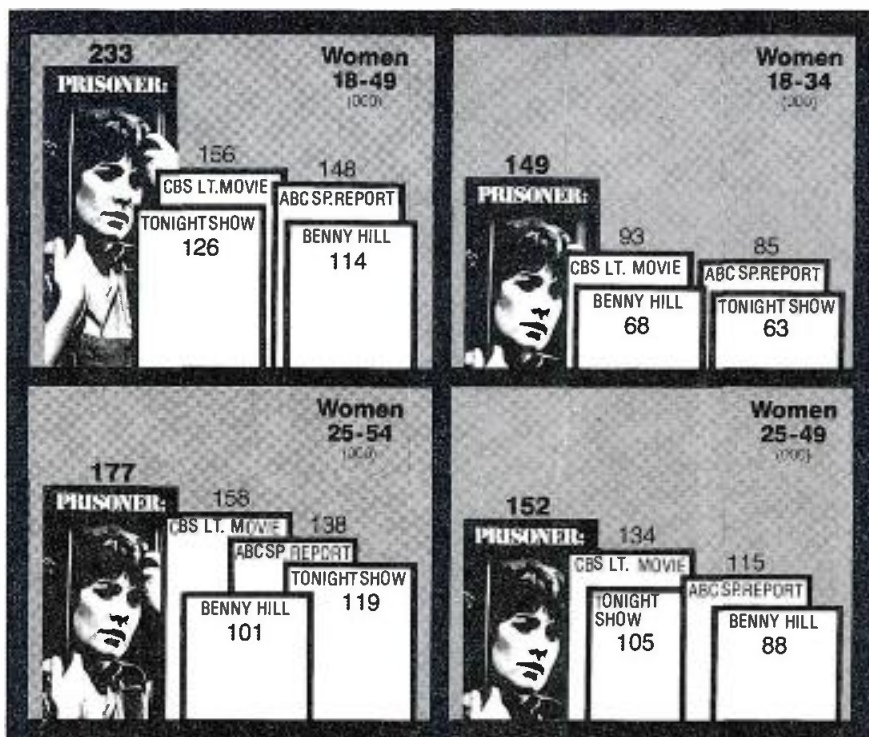 233
PRISONER:
Women
18-49
(000)
156
CBS LT. MOVIE
148
ABC SP. REPORT
TONIGHT SHOW
126
BENNY HILL
114
Women
18-34
(000)
149
PRISONER:
93
CBS LT. MOVIE
85
ABC SP. REPORT
BENNY HILL
68
TONIGHT SHOW
63
Women
25-54
(000)
177
PRISONER:
158
CBS LT. MOVIE
138
ABC SP REPORT
TONIGHT SHOW
119
BENNY HILL
101
Women
25-49
(000)
152
PRISONER:
134
CBS LT. MOVIE
115
ABC SP. REPORT
TONIGHT
SHOW
105
BENNY HILL
88